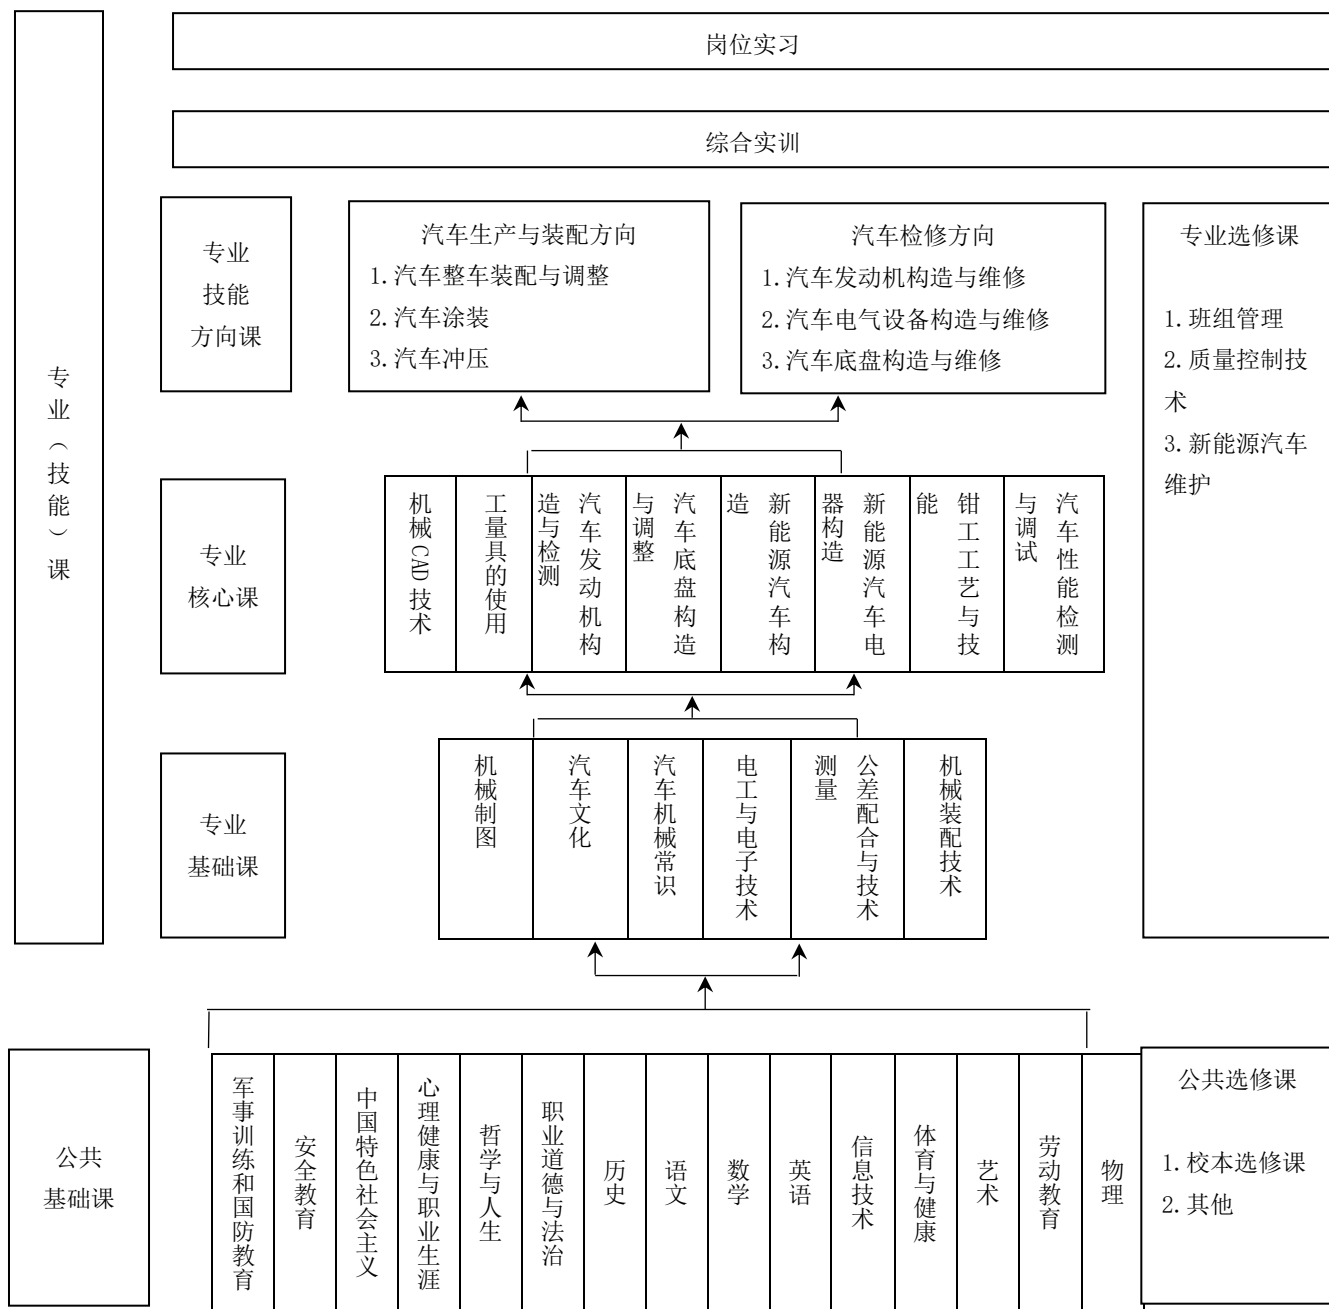 岗位实习
综合实训
专业（技能）课
专业
技能
方向课
汽车生产与装配方向
1.汽车整车装配与调整
2.汽车涂装
3.汽车冲压
汽车检修方向
1.汽车发动机构造与维修
2.汽车电气设备构造与维修
3.汽车底盘构造与维修
专业选修课
1.班组管理
2.质量控制技
术
3.新能源汽车
维护
专业
核心课
机械CAD技术
工量具的使用
汽车发动机构
造与检测
汽车底盘构造
与调整
新能源汽车构
造
新能源汽车电
器构造
钳工工艺与技
能
汽车性能检测
与调试
专业
基础课
机械制图
汽车文化
汽车机械常识
电工与电子技术
公差配合与技术
测量
机械装配技术
公共
基础课
军事训练和国防教育
安全教育
中国特色社会主义
心理健康与职业生涯
哲学与人生
职业道德与法治
历史
语文
数学
英语
信息技术
体育与健康
艺术
劳动教育
物理
公共选修课
1.校本选修课
2.其他